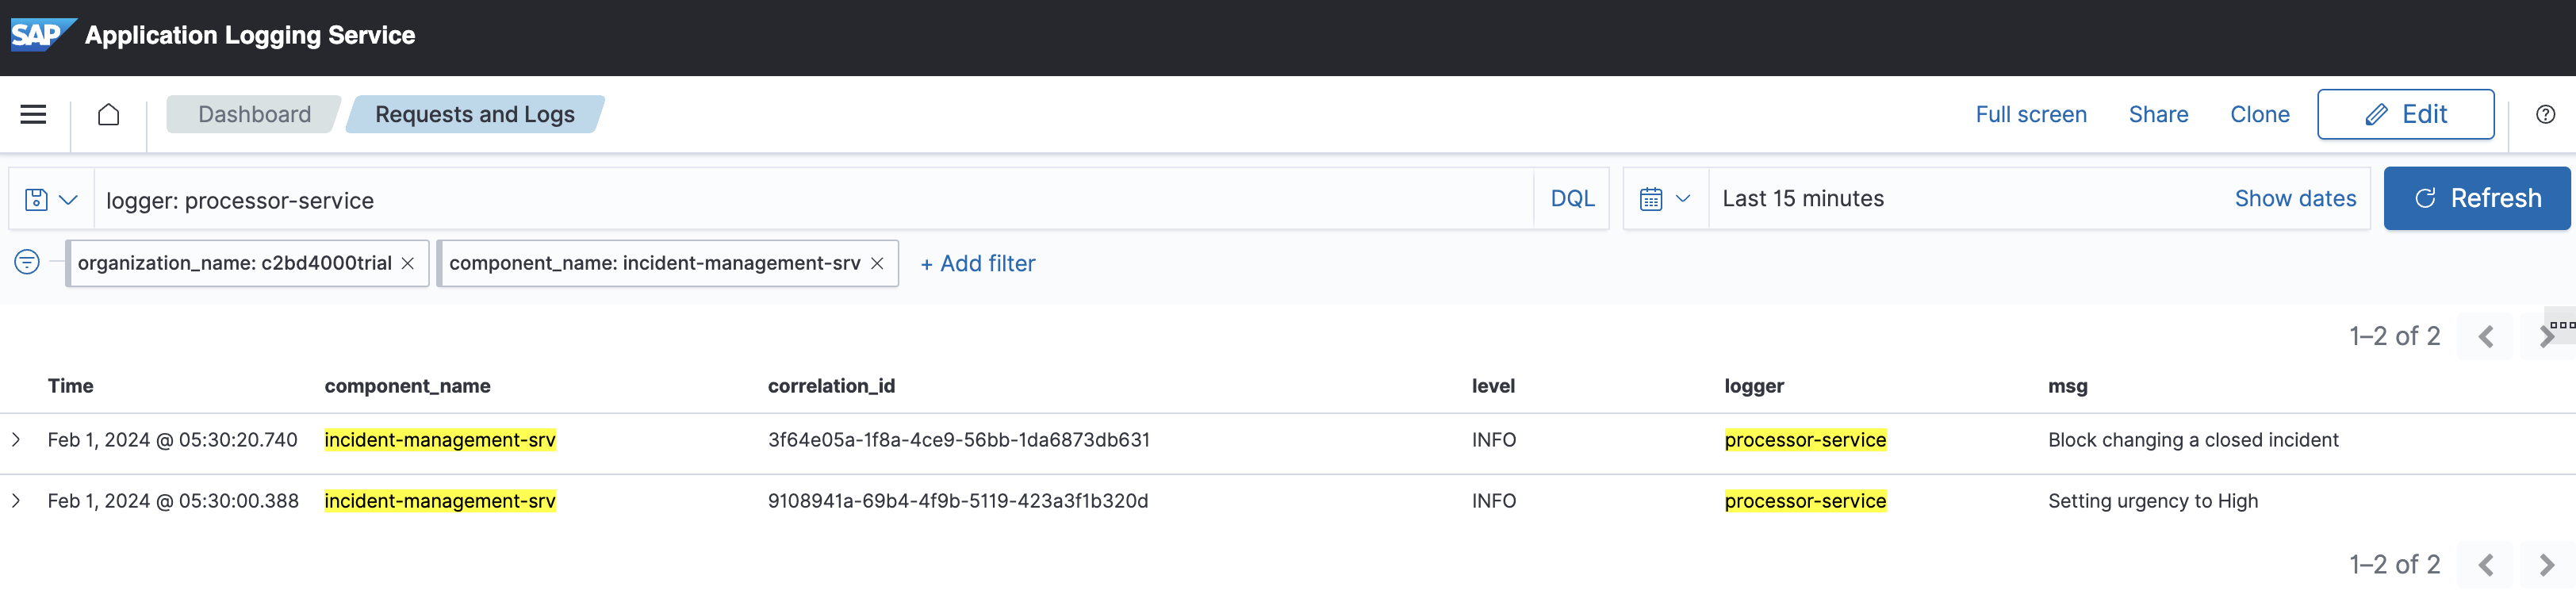 SAP Application Logging Service
Dashboard Requests and Logs Full screen Share Clone Edit
logger: processor-service DQL Last 15 minutes Show dates Refresh
organization_name: c2bd4000trial component_name: incident-management-srv + Add filter
1–2 of 2
Time component_name correlation_id level logger msg
Feb 1, 2024 @ 05:30:20.740 incident-management-srv 3f64e05a-1f8a-4ce9-56bb-1da6873db631 INFO processor-service Block changing a closed incident
Feb 1, 2024 @ 05:30:00.388 incident-management-srv 9108941a-69b4-4f9b-5119-423a3f1b320d INFO processor-service Setting urgency to High
1–2 of 2